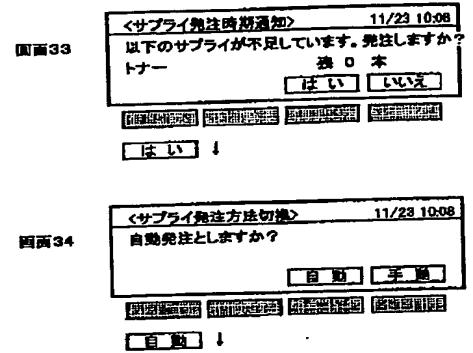 画面33
<サプライ発注時期通知> 11/23 10:08
以下のサプライが不足しています。発注しますか?
トナー 残 0 本
はい いいえ
はい ↓
画面34
<サプライ発注方法切換> 11/23 10:08
自動発注としますか?
自動 手動
自動 ↓